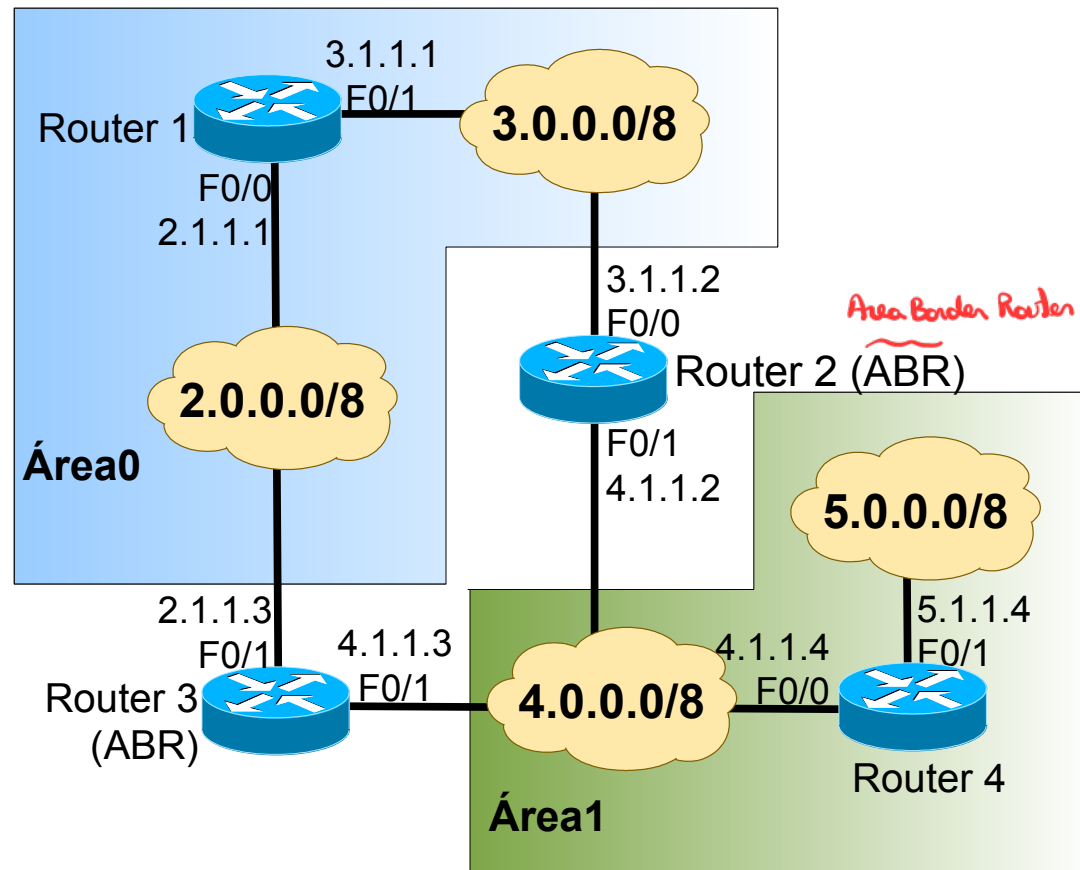 3.1.1.1
F0/1
Router 1
3.0.0.0/8
F0/0
2.1.1.1
3.1.1.2
F0/0
Area Border Router
Router 2 (ABR)
2.0.0.0/8
Área0
F0/1
4.1.1.2
5.0.0.0/8
2.1.1.3
F0/1
4.1.1.3
F0/1
Router 3
(ABR)
4.0.0.0/8
4.1.1.4
F0/0
5.1.1.4
F0/1
Router 4
Área1